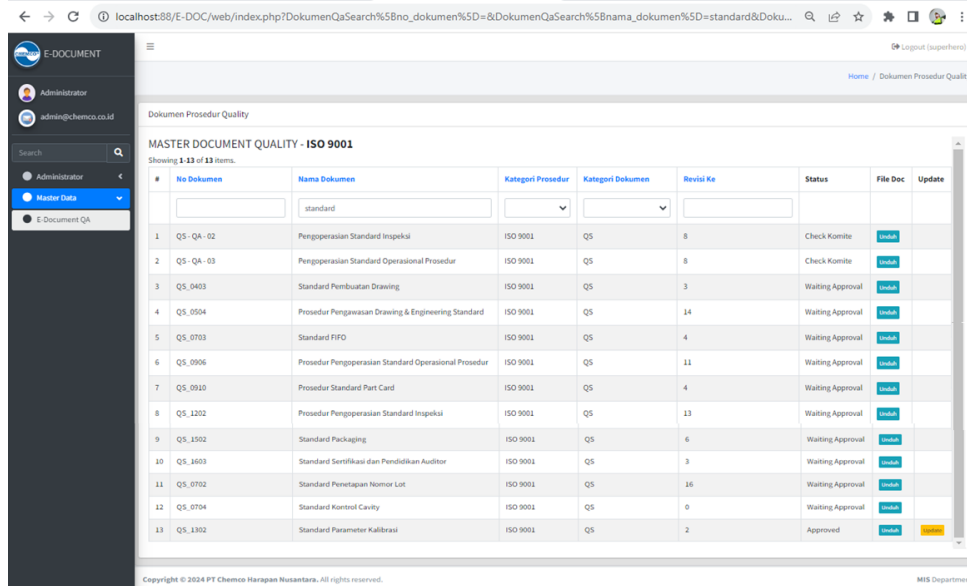 localhost:88/E-DOC/web/index.php?DokumenQaSearch%5Bno_dokumen%5D=&DokumenQaSearch%5Bnama_dokumen%5D=standard&Doku...
chemco E-DOCUMENT
Logout (superhero)
Administrator
admin@chemco.co.id
Search
Administrator
Master Data
E-Document QA
Home / Dokumen Prosedur Qualit
Dokumen Prosedur Quality
MASTER DOCUMENT QUALITY - ISO 9001
Showing 1-13 of 13 items.
# No Dokumen Nama Dokumen Kategori Prosedur Kategori Dokumen Revisi Ke Status File Doc Update
standard
1 QS - QA - 02 Pengoperasian Standard Inspeksi ISO 9001 QS 8 Check Komite Unduh
2 QS - QA - 03 Pengoperasian Standard Operasional Prosedur ISO 9001 QS 8 Check Komite Unduh
3 QS_0403 Standard Pembuatan Drawing ISO 9001 QS 3 Waiting Approval Unduh
4 QS_0504 Prosedur Pengawasan Drawing & Engineering Standard ISO 9001 QS 14 Waiting Approval Unduh
5 QS_0703 Standard FIFO ISO 9001 QS 4 Waiting Approval Unduh
6 QS_0906 Prosedur Pengoperasian Standard Operasional Prosedur ISO 9001 QS 11 Waiting Approval Unduh
7 QS_0910 Prosedur Standard Part Card ISO 9001 QS 4 Waiting Approval Unduh
8 QS_1202 Prosedur Pengoperasian Standard Inspeksi ISO 9001 QS 13 Waiting Approval Unduh
9 QS_1502 Standard Packaging ISO 9001 QS 6 Waiting Approval Unduh
10 QS_1603 Standard Sertifikasi dan Pendidikan Auditor ISO 9001 QS 3 Waiting Approval Unduh
11 QS_0702 Standard Penetapan Nomor Lot ISO 9001 QS 16 Waiting Approval Unduh
12 QS_0704 Standard Kontrol Cavity ISO 9001 QS 0 Waiting Approval Unduh
13 QS_1302 Standard Parameter Kalibrasi ISO 9001 QS 2 Approved Unduh Update
Copyright © 2024 PT Chemco Harapan Nusantara. All rights reserved.
MIS Departme